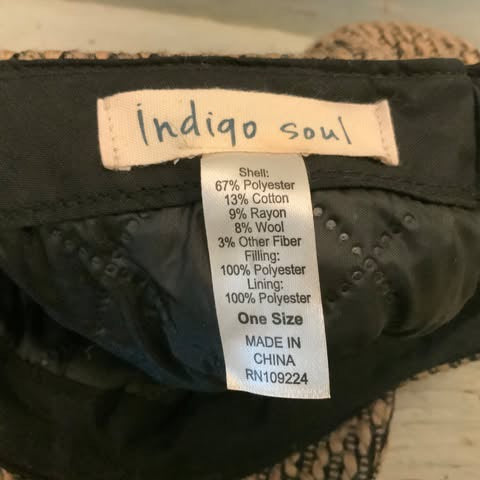 indigo soul
Shell:
67% Polyester
13% Cotton
9% Rayon
8% Wool
3% Other Fiber
Filling:
100% Polyester
Lining:
100% Polyester
One Size
MADE IN
CHINA
RN109224